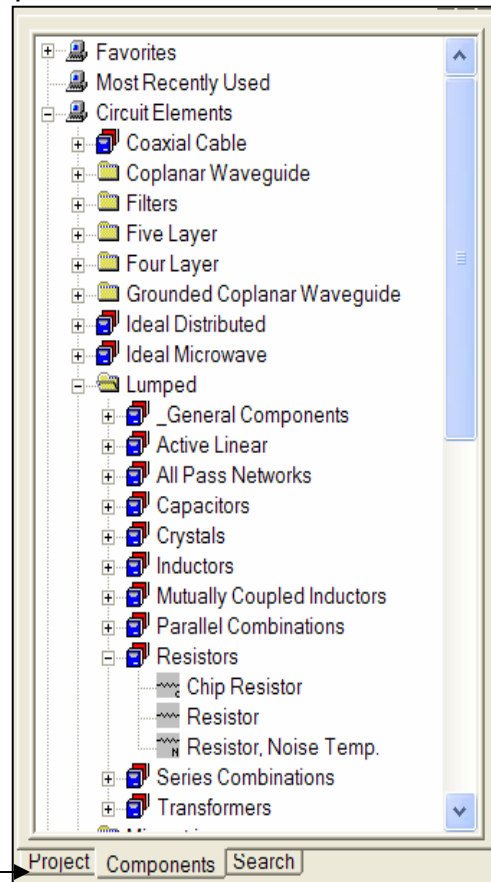 Favorites
Most Recently Used
Circuit Elements
Coaxial Cable
Coplanar Waveguide
Filters
Five Layer
Four Layer
Grounded Coplanar Waveguide
Ideal Distributed
Ideal Microwave
Lumped
_General Components
Active Linear
All Pass Networks
Capacitors
Crystals
Inductors
Mutually Coupled Inductors
Parallel Combinations
Resistors
Chip Resistor
Resistor
Resistor, Noise Temp.
Series Combinations
Transformers
Project Components Search